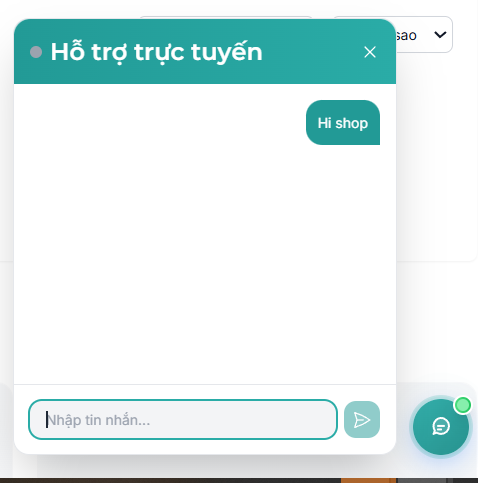 sao
Hỗ trợ trực tuyến
Hi shop
Nhập tin nhắn...